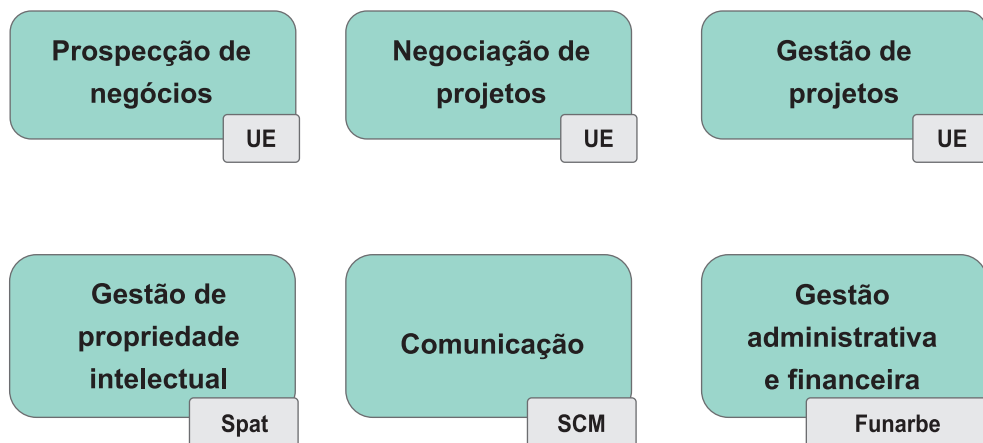 Prospecção de
negócios
UE
Negociação de
projetos
UE
Gestão de
projetos
UE
Gestão de
propriedade
intelectual
Spat
Comunicação
SCM
Gestão
administrativa
e financeira
Funarbe